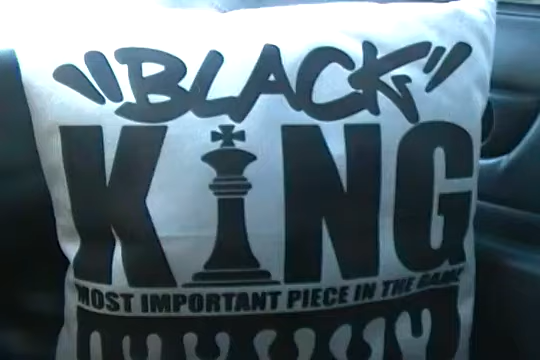 "BLACK"
KING
MOST IMPORTANT PIECE IN THE GAME